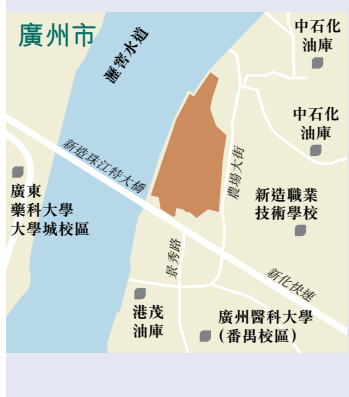 廣州市
瀝滘水道
中石化
油庫
中石化
油庫
新造珠江特大橋
農場大街
廣東
藥科大學
大學城校區
新造職業
技術學校
景秀路
新化快速
港茂
油庫
廣州醫科大學
(番禺校區)